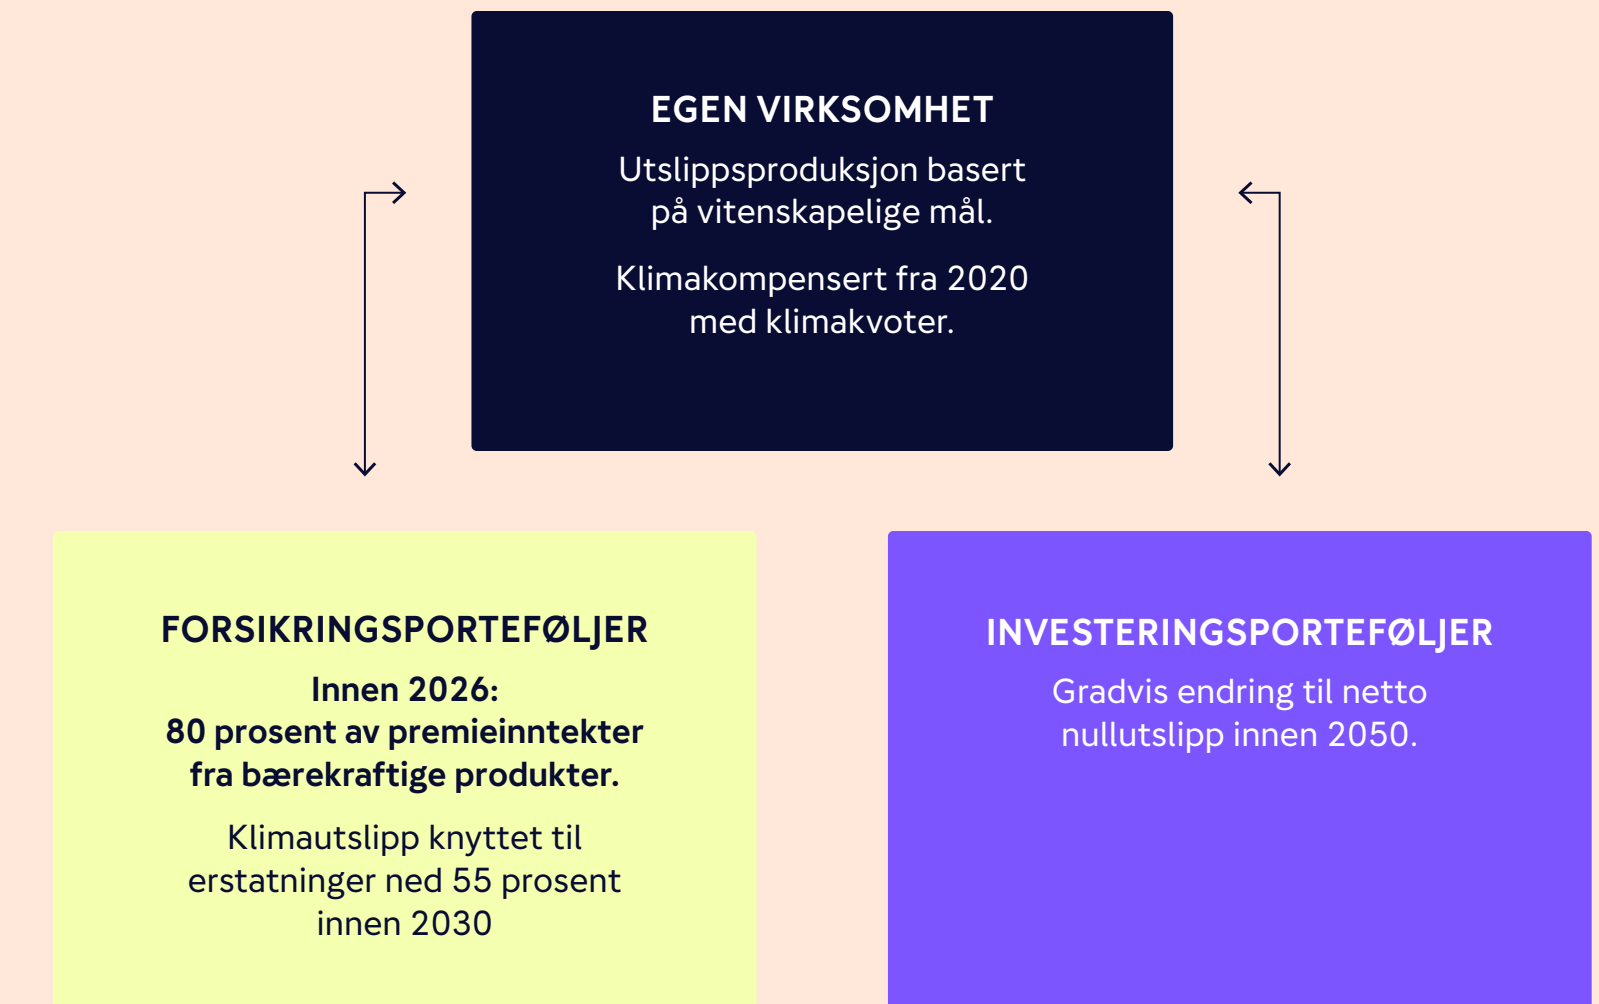 EGEN VIRKSOMHET
Utslippsproduksjon basert
på vitenskapelige mål.
Klimakompensert fra 2020
med klimakvoter.
FORSIKRINGSPORTEFØLJER
Innen 2026:
80 prosent av premieinntekter
fra bærekraftige produkter.
Klimautslipp knyttet til
erstatninger ned 55 prosent
innen 2030
INVESTERINGSPORTEFØLJER
Gradvis endring til netto
nullutslipp innen 2050.